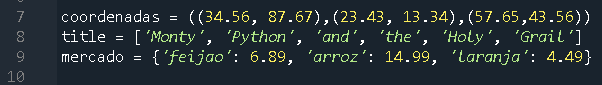 7 coordenadas = ((34.56, 87.67),(23.43, 13.34),(57.65,43.56))
8 title = ['Monty', 'Python', 'and', 'the', 'Holy', 'Grail']
9 mercado = {'feijao': 6.89, 'arroz': 14.99, 'laranja': 4.49}
10